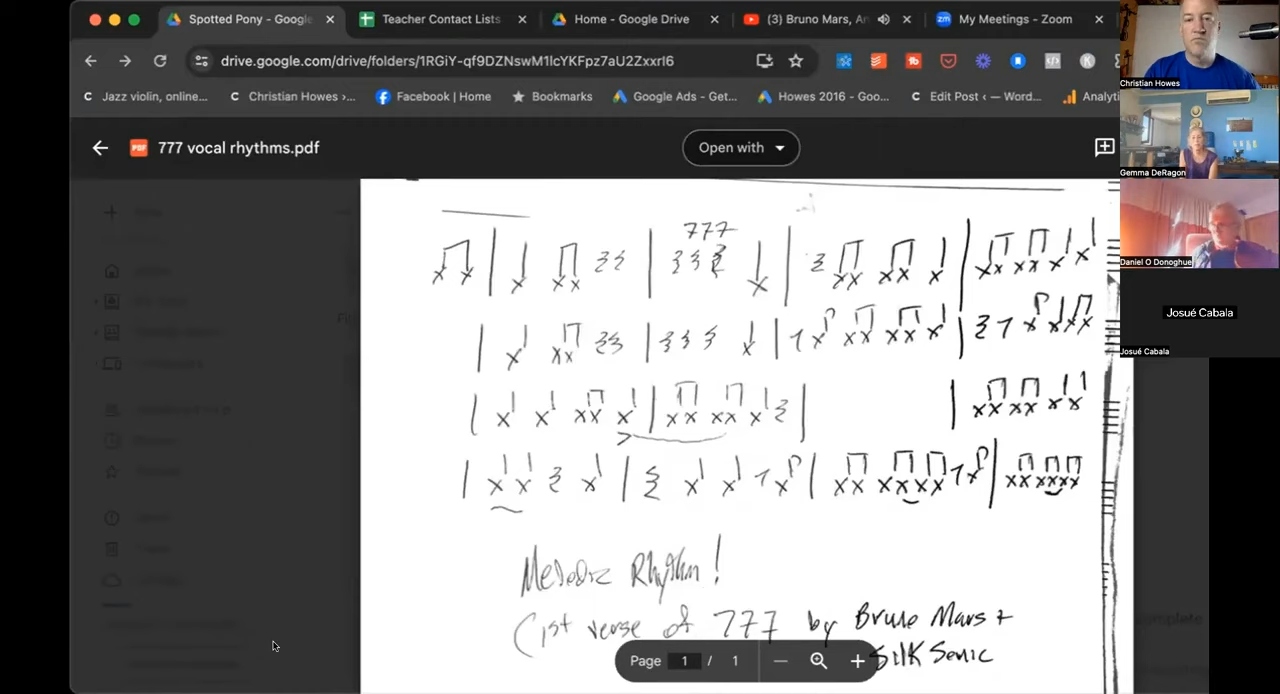 Spotted Pony - Google
Teacher Contact Lists
Home - Google Drive
(3) Bruno Mars, An
My Meetings – Zoom
drive.google.com/drive/folders/1RGiY-qf9DZNswM1lcYKFpz7aU2Zxxrl6
Jazz violin, online...
Christian Howes ›...
Facebook | Home
Bookmarks
Google Ads - Get...
Howes 2016 - Goo...
Edit Post ‹ — Word...
Analyti
777 vocal rhythms.pdf
Open with
777
Melodic Rhythm!
(1st verse of 777 by Bruno Mars +
Silk Sonic
Page 1 / 1
Christian Howes
Gemma DeRagon
Daniel O Donoghue
Josué Cabala
Josué Cabala